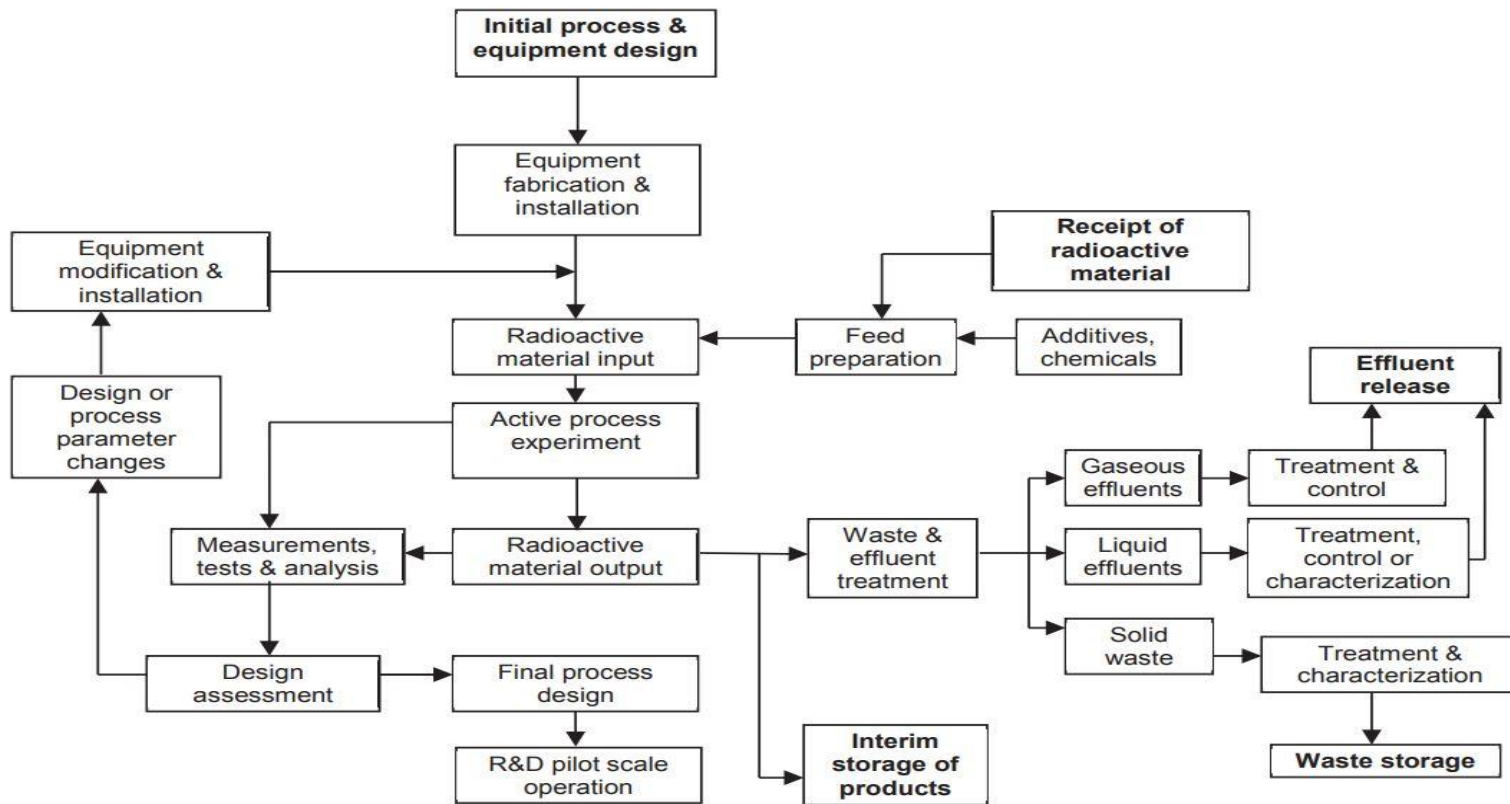 Initial process &
equipment design
Equipment
fabrication &
installation
Equipment
modification &
installation
Receipt of
radioactive
material
Radioactive
material input
Feed
preparation
Additives,
chemicals
Effluent
release
Design or
process
parameter
changes
Active process
experiment
Gaseous
effluents
Treatment &
control
Measurements,
tests & analysis
Radioactive
material output
Waste &
effluent
treatment
Liquid
effluents
Treatment,
control or
characterization
Solid
waste
Treatment &
characterization
Design
assessment
Final process
design
Interim
storage of
products
Waste storage
R&D pilot scale
operation